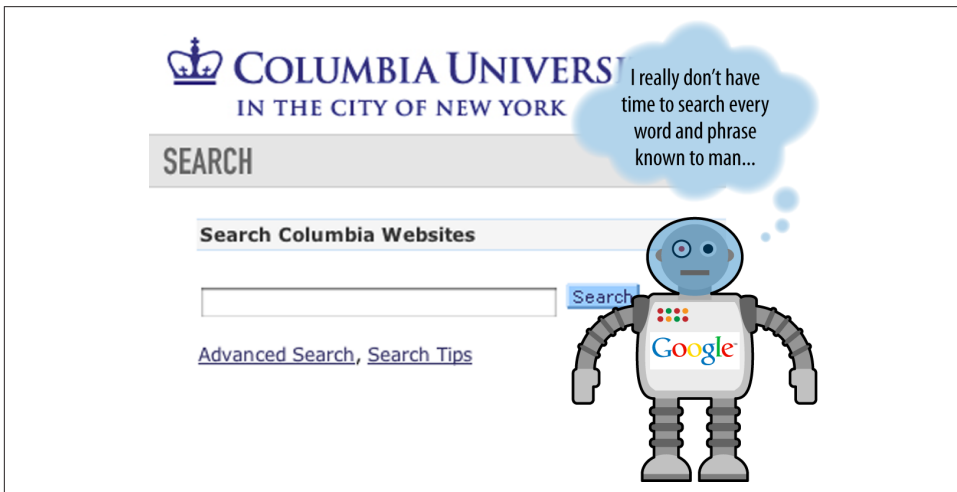 COLUMBIA UNIVERSI
IN THE CITY OF NEW YORK
I really don’t have
time to search every
word and phrase
known to man...
SEARCH
Search Columbia Websites
Search
Advanced Search, Search Tips
Google